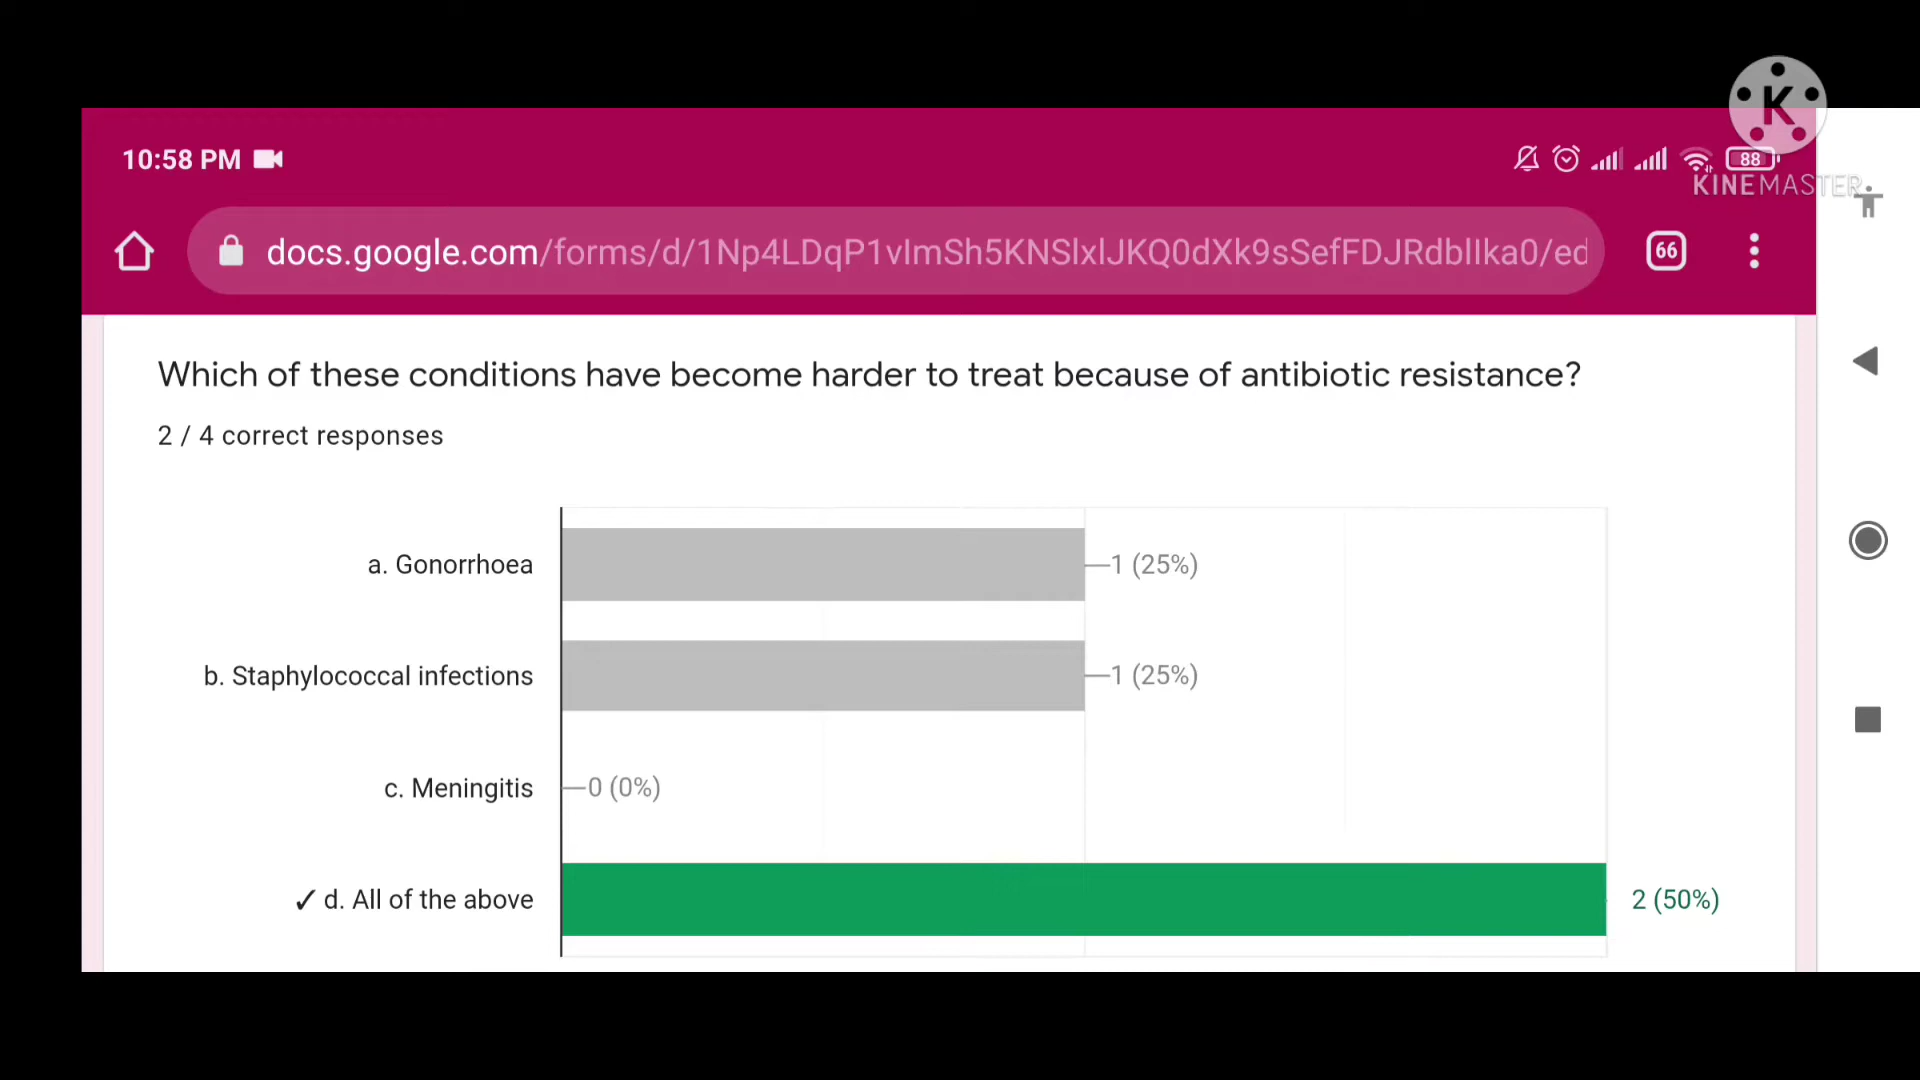 10:58 PM
88
K
KINEMASTER
docs.google.com/forms/d/1Np4LDqP1vImSh5KNSlxlJKQ0dXk9sSefFDJRdblIka0/ed
66
Which of these conditions have become harder to treat because of antibiotic resistance?
2 / 4 correct responses
a. Gonorrhoea
1 (25%)
b. Staphylococcal infections
1 (25%)
c. Meningitis
0 (0%)
✓ d. All of the above
2 (50%)